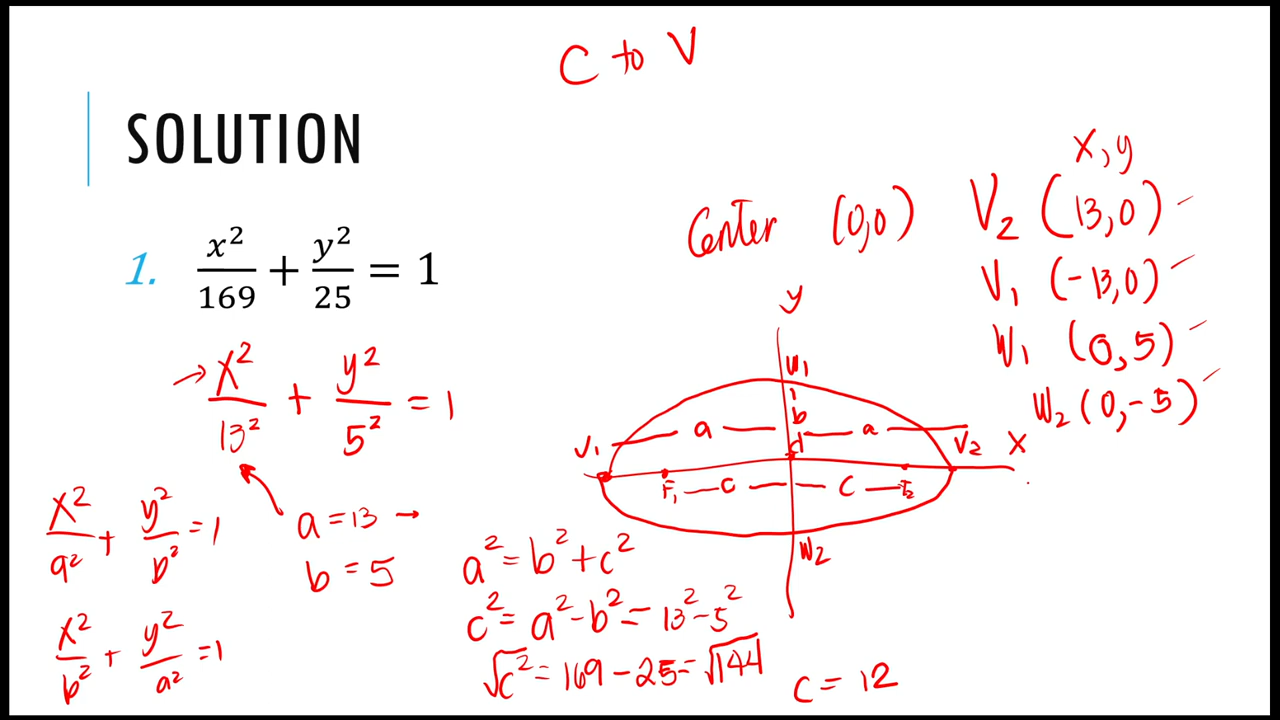 C to V
SOLUTION
1. x²/169 + y²/25 = 1
→ x²/13² + y²/5² = 1
x²/a² + y²/b² = 1
x²/b² + y²/a² = 1
a = 13 →
b = 5
a² = b² + c²
c² = a² - b² = 13² - 5²
√c² = 169 - 25 = √144
c = 12
Center (0,0)
x, y
V₂ (13,0)
V₁ (-13,0)
W₁ (0,5)
W₂ (0,-5)
y
W₁
b
a a
V₁ V₂ x
F₁ c c F₂
W₂